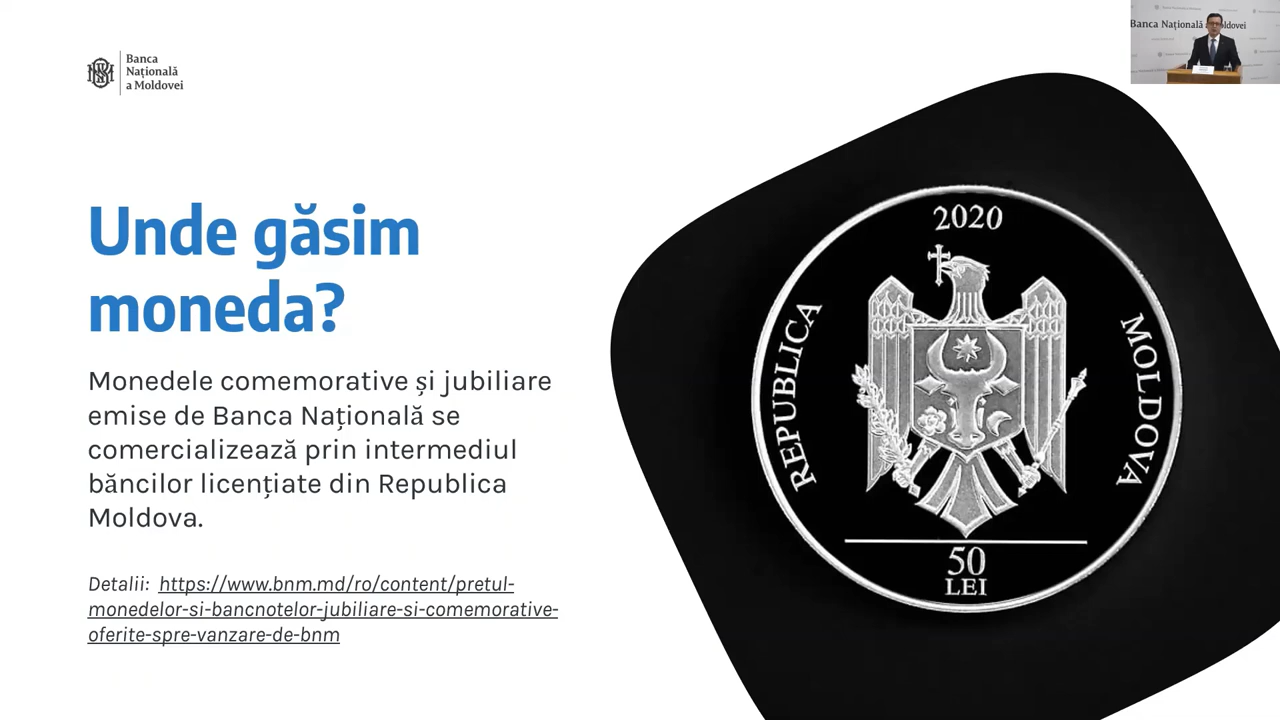 Banca
Națională
a Moldovei
Banca Națională a Moldovei
Unde găsim
moneda?
Monedele comemorative și jubiliare
emise de Banca Națională se
comercializează prin intermediul
băncilor licențiate din Republica
Moldova.
Detalii: https://www.bnm.md/ro/content/pretul-
monedelor-si-bancnotelor-jubiliare-si-comemorative-
oferite-spre-vanzare-de-bnm
2020
REPUBLICA
MOLDOVA
50
LEI